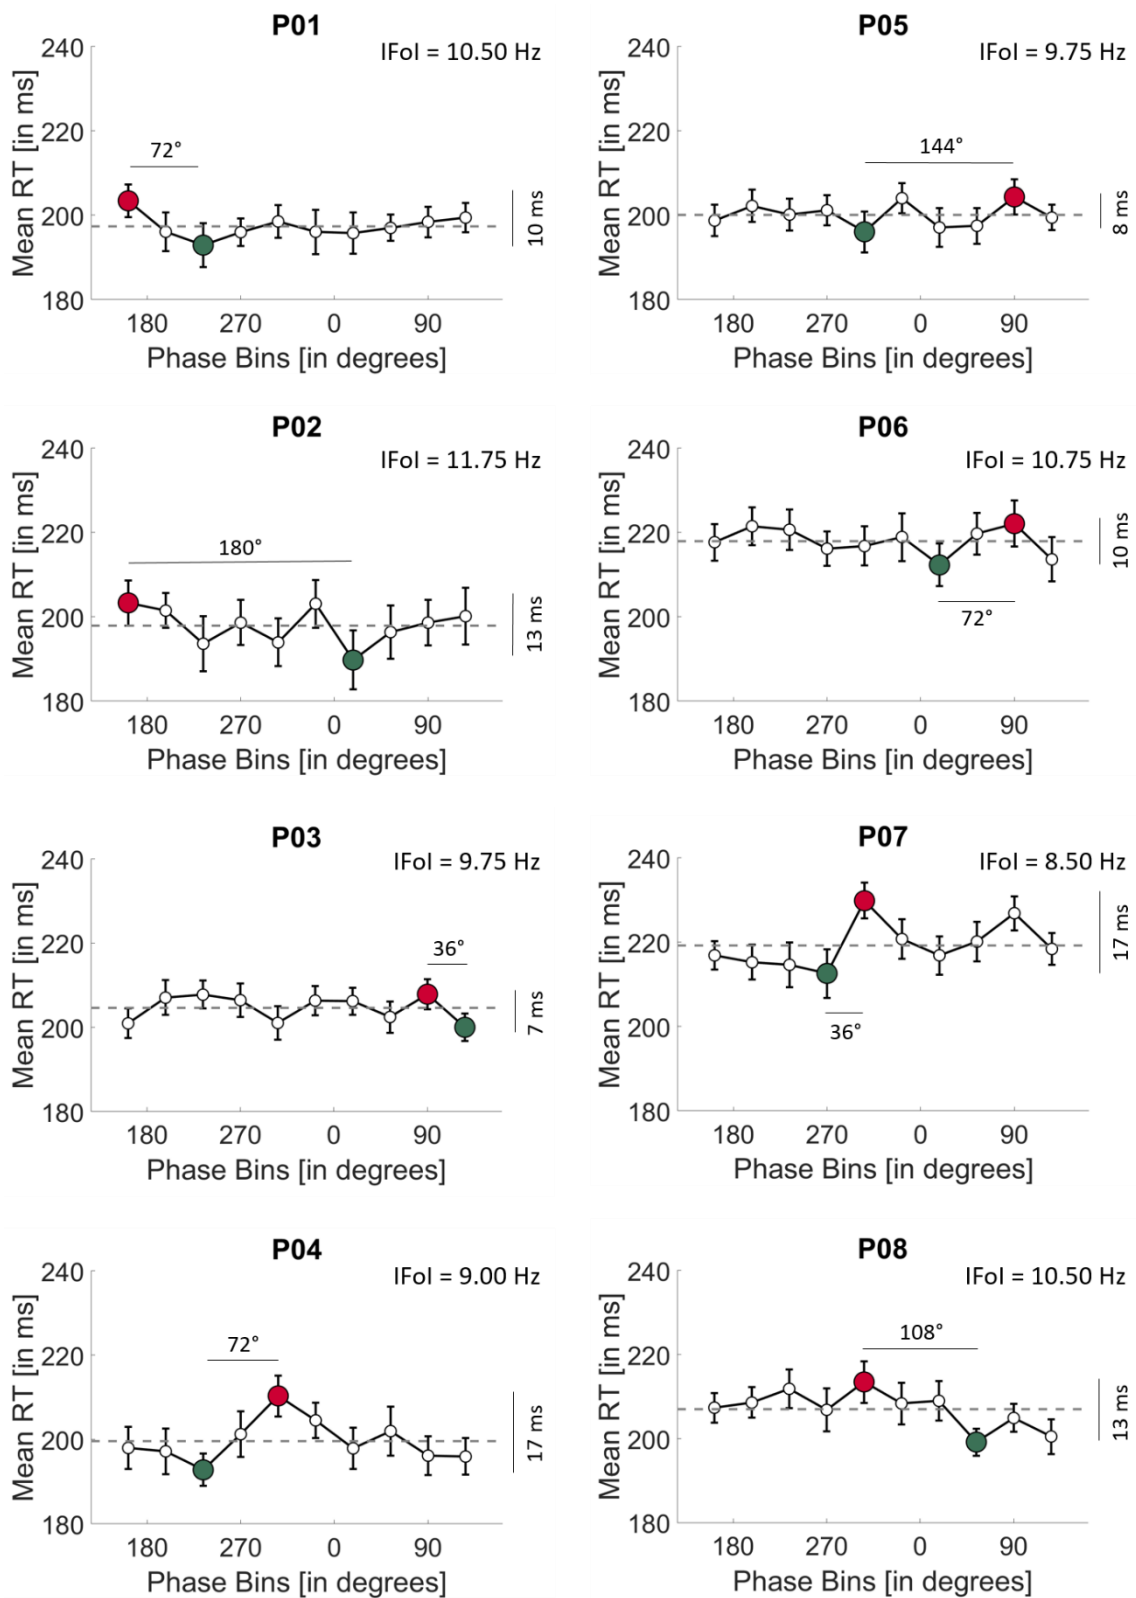 P01
IFoI = 10.50 Hz
240
220
200
180
Mean RT [in ms]
72°
10 ms
180 270 0 90
Phase Bins [in degrees]
P05
IFoI = 9.75 Hz
240
220
200
180
Mean RT [in ms]
144°
8 ms
180 270 0 90
Phase Bins [in degrees]
P02
IFoI = 11.75 Hz
240
220
200
180
Mean RT [in ms]
180°
13 ms
180 270 0 90
Phase Bins [in degrees]
P06
IFoI = 10.75 Hz
240
220
200
180
Mean RT [in ms]
72°
10 ms
180 270 0 90
Phase Bins [in degrees]
P03
IFoI = 9.75 Hz
240
220
200
180
Mean RT [in ms]
36°
7 ms
180 270 0 90
Phase Bins [in degrees]
P07
IFoI = 8.50 Hz
240
220
200
180
Mean RT [in ms]
36°
17 ms
180 270 0 90
Phase Bins [in degrees]
P04
IFoI = 9.00 Hz
240
220
200
180
Mean RT [in ms]
72°
17 ms
180 270 0 90
Phase Bins [in degrees]
P08
IFoI = 10.50 Hz
240
220
200
180
Mean RT [in ms]
108°
13 ms
180 270 0 90
Phase Bins [in degrees]